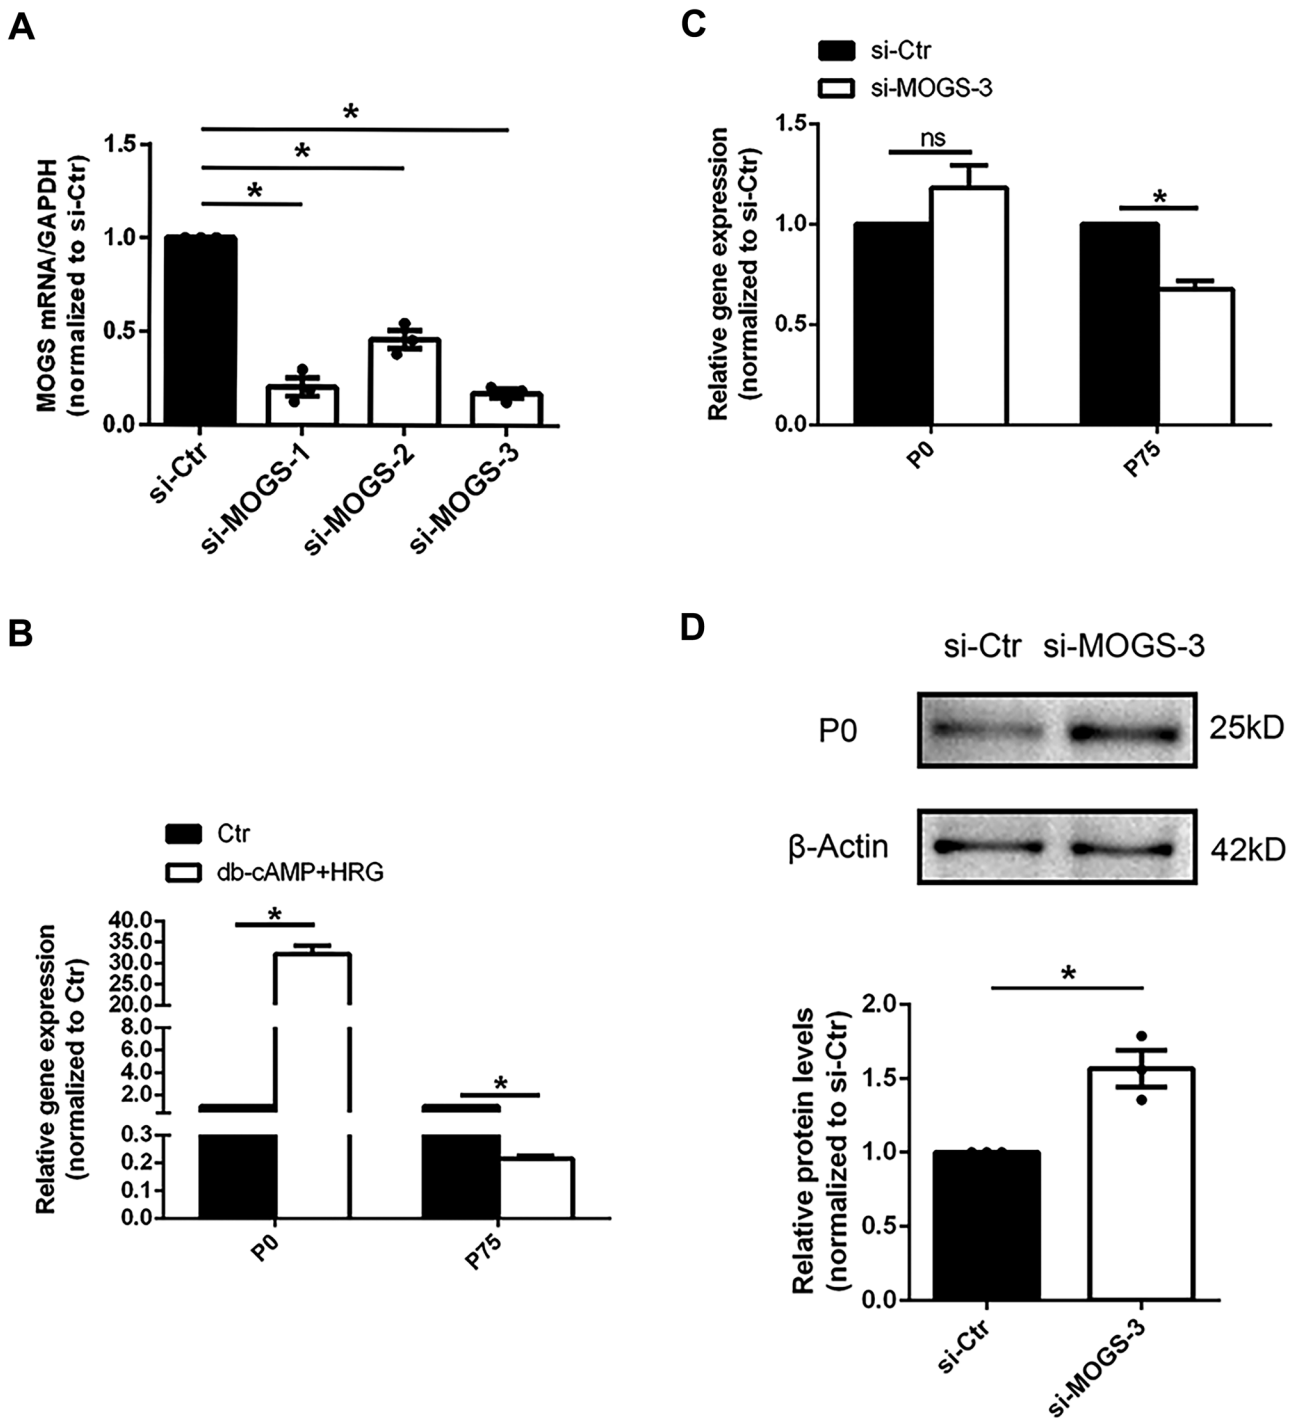 A
MOGS mRNA/GAPDH
(normalized to si-Ctr)
1.5
1.0
0.5
0.0
*
*
*
si-Ctr
si-MOGS-1
si-MOGS-2
si-MOGS-3
C
si-Ctr
si-MOGS-3
Relative gene expression
(normalized to si-Ctr)
1.5
1.0
0.5
0.0
ns
*
P0
P75
B
Ctr
db-cAMP+HRG
Relative gene expression
(normalized to Ctr)
40.0
35.0
30.0
25.0
20.0
8.0
6.0
4.0
2.0
0.3
0.2
0.1
0.0
*
*
P0
P75
D
si-Ctr si-MOGS-3
P0 25kD
β-Actin 42kD
Relative protein levels
(normalized to si-Ctr)
2.0
1.5
1.0
0.5
0.0
*
si-Ctr
si-MOGS-3